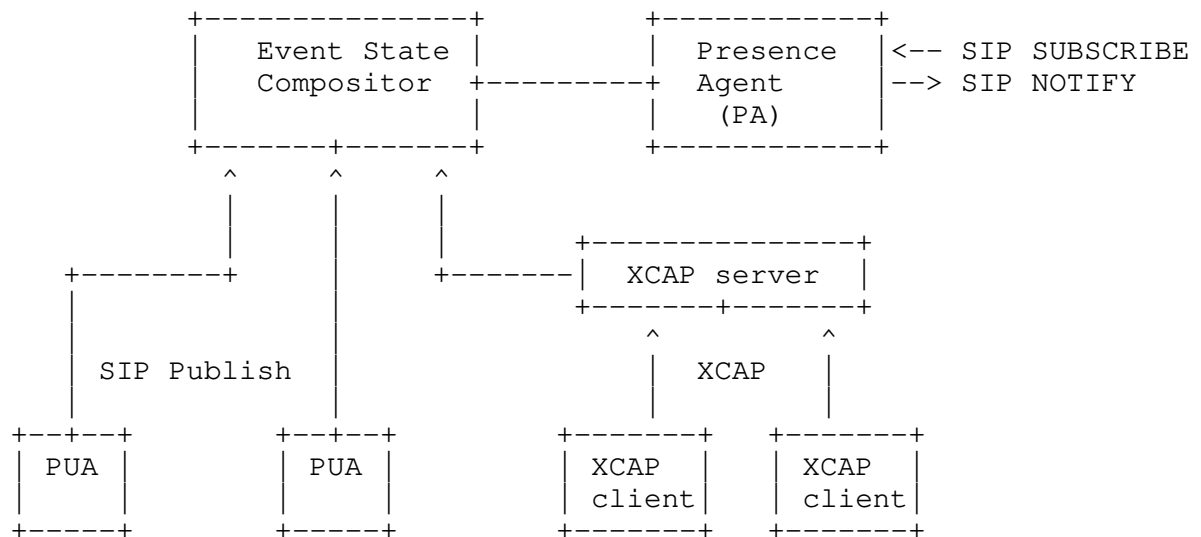 Event State
Compositor
Presence
Agent
(PA)
<-- SIP SUBSCRIBE
--> SIP NOTIFY
XCAP server
SIP Publish
XCAP
PUA
PUA
XCAP
client
XCAP
client